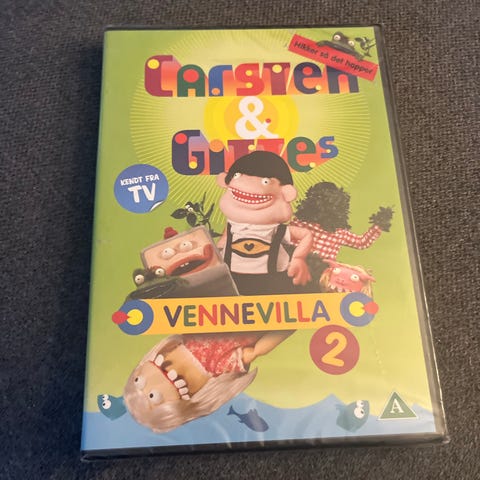 Hikker så det hopper
Carsten
&
Gittes
KENDT FRA
TV
VENNEVILLA
2
A